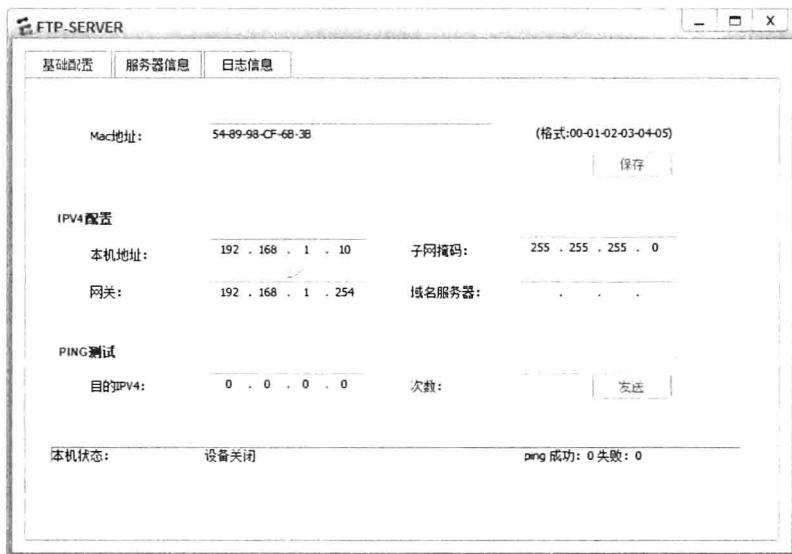 FTP-SERVER
基础配置 服务器信息 日志信息
Mac地址: 54-89-98-CF-6B-3B (格式:00-01-02-03-04-05)
保存
IPV4配置
本机地址: 192 . 168 . 1 . 10 子网掩码: 255 . 255 . 255 . 0
网关: 192 . 168 . 1 . 254 域名服务器: . . .
PING测试
目的IPV4: 0 . 0 . 0 . 0 次数: 发送
本机状态: 设备关闭 ping 成功: 0 失败: 0